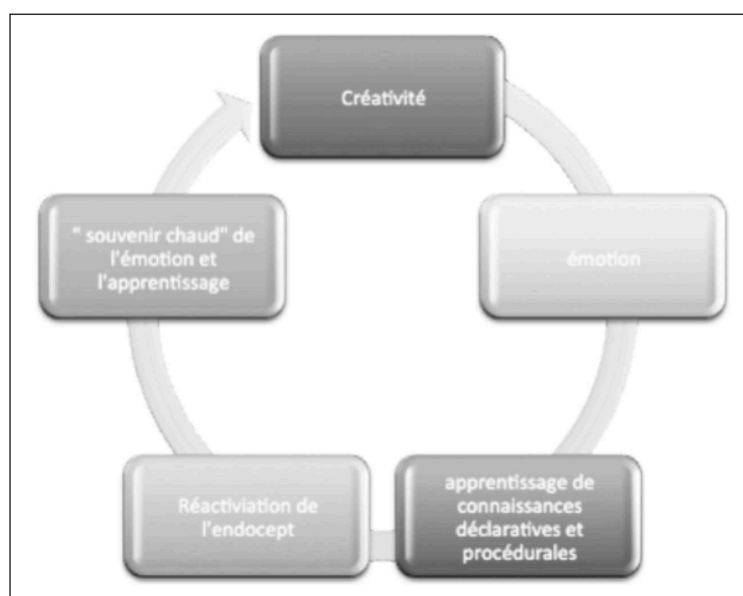 Créativité
émotion
apprentissage de
connaissances
déclaratives et
procédurales
Réactiviation de
l'endocept
" souvenir chaud" de
l'émotion et
l'apprentissage